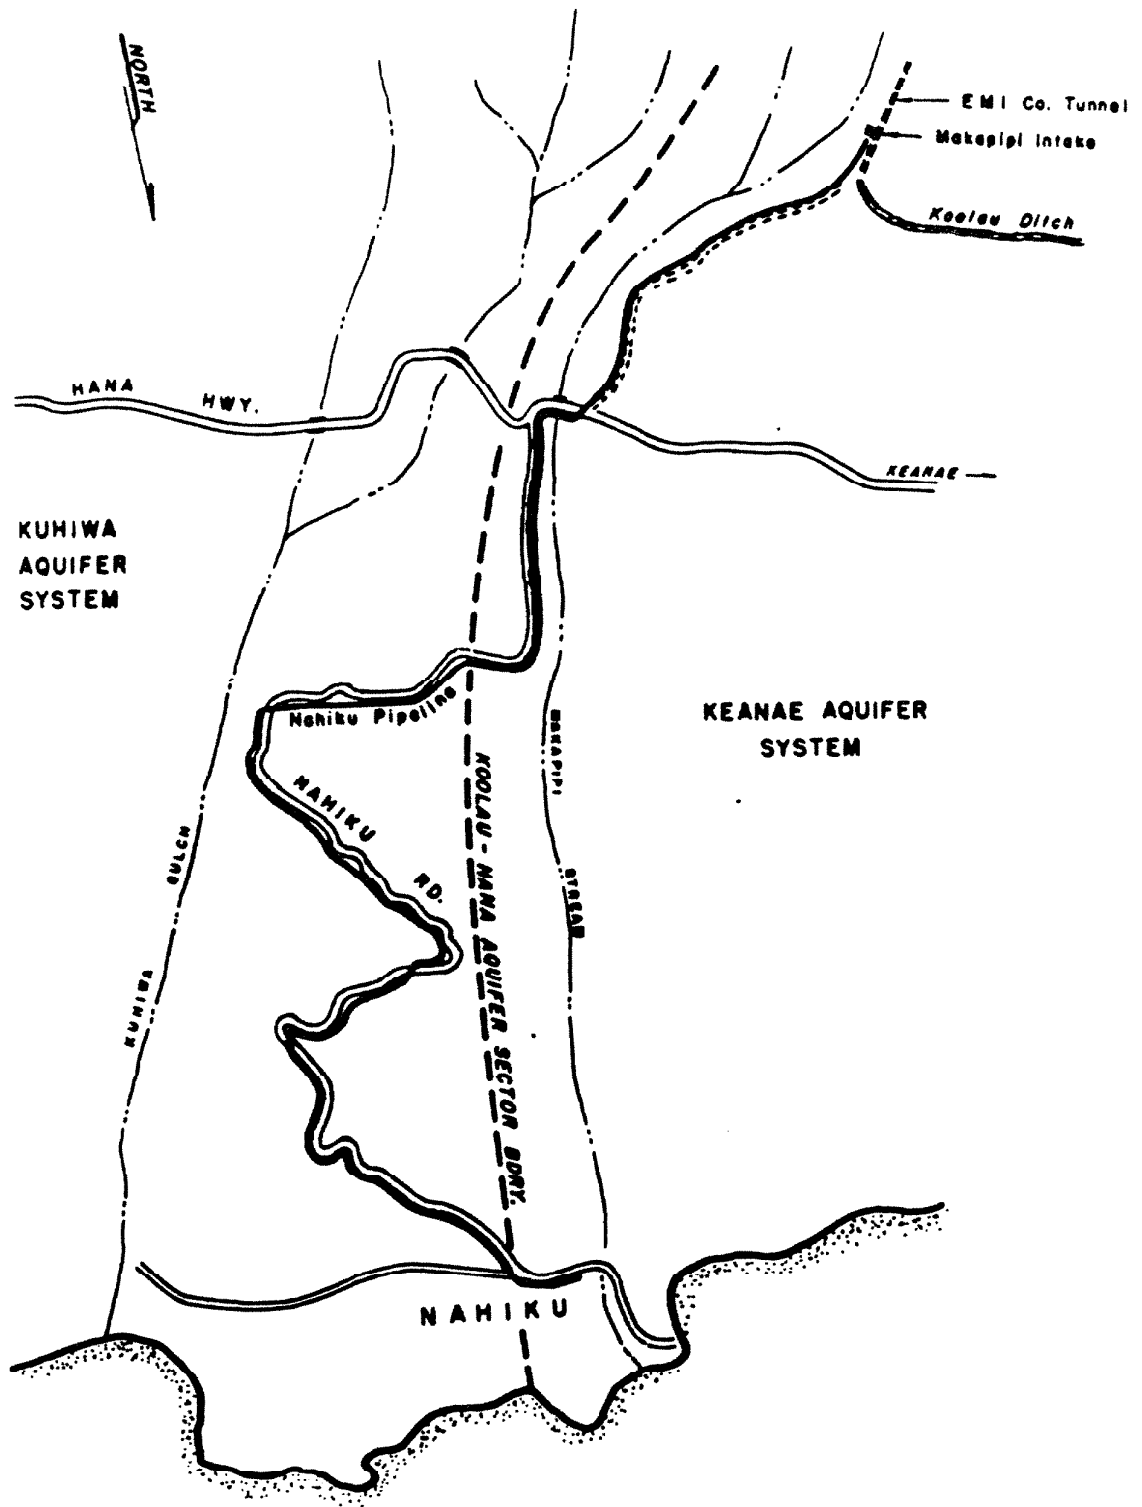 NORTH
EMI Co. Tunnel
Makapipi Intake
Koolau Ditch
HANA HWY.
KEANAE
KUHIWA
AQUIFER
SYSTEM
Nahiku Pipeline
KEANAE AQUIFER
SYSTEM
MAKAPIPI STREAM
NAHIKU RD.
KOOLAU - HANA AQUIFER SECTOR BDRY.
KUHIWA GULCH
NAHIKU